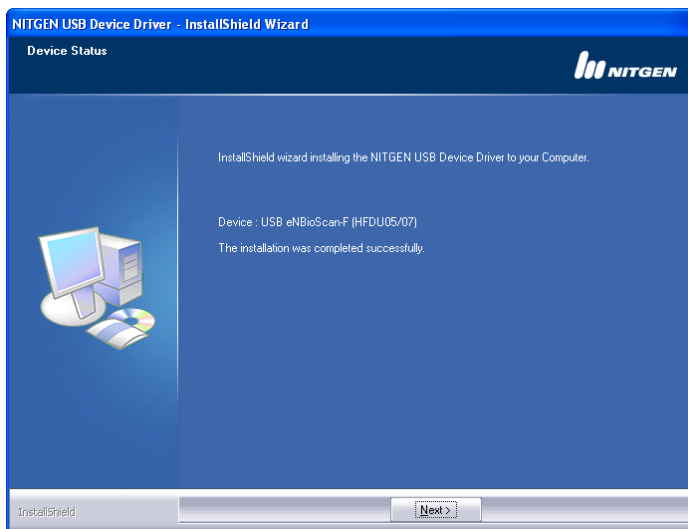 NITGEN USB Device Driver - InstallShield Wizard
Device Status
NITGEN
InstallShield wizard installing the NITGEN USB Device Driver to your Computer.
Device : USB eNBioScan-F (HFDU05/07)
The installation was completed successfully.
InstallShield
Next >